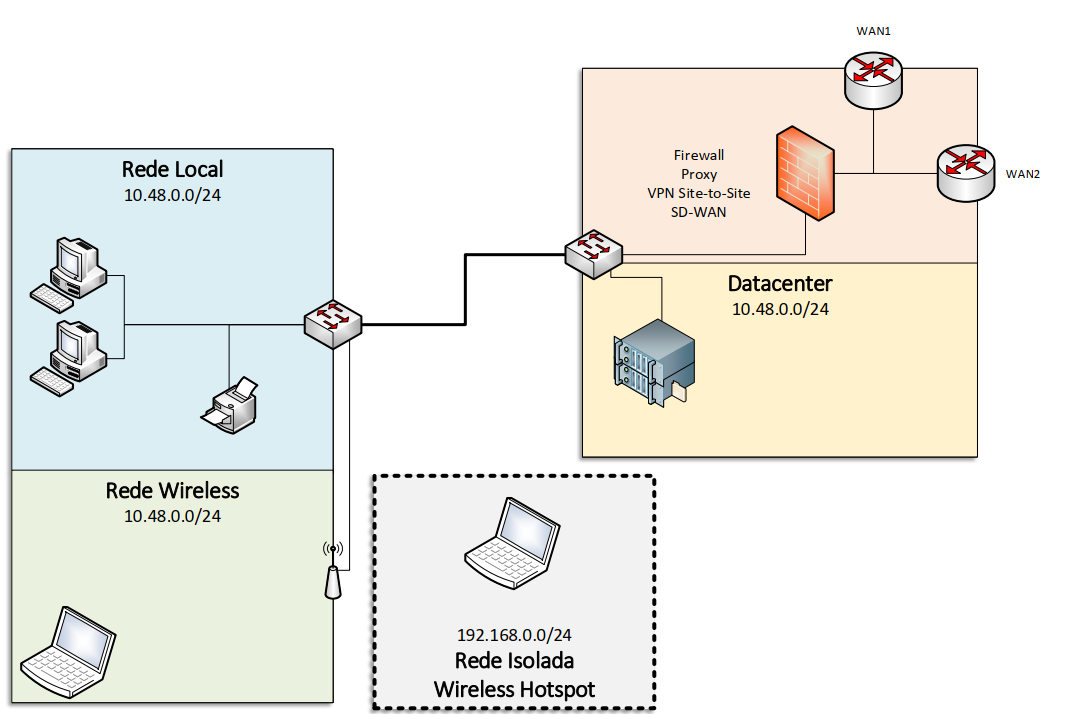 WAN1
Firewall
Proxy
VPN Site-to-Site
SD-WAN
WAN2
Rede Local
10.48.0.0/24
Datacenter
10.48.0.0/24
Rede Wireless
10.48.0.0/24
192.168.0.0/24
Rede Isolada
Wireless Hotspot